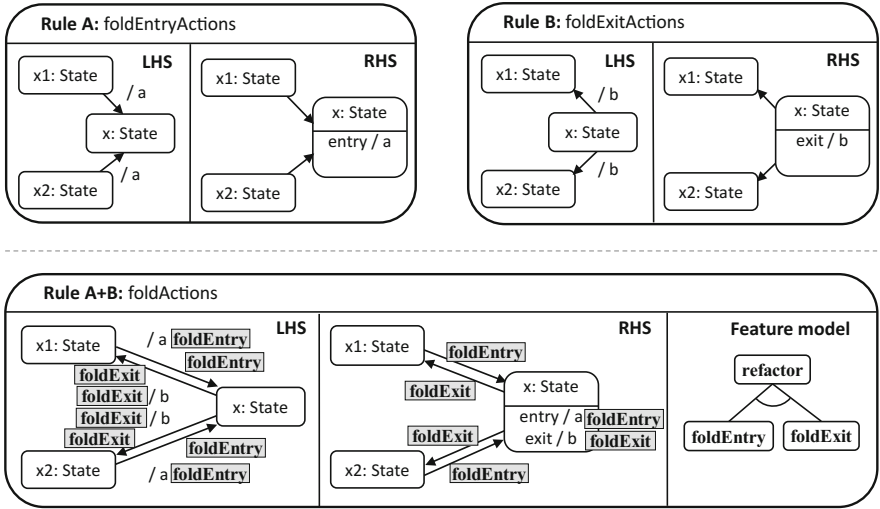 Rule A: foldEntryActions
LHS
RHS
x1: State
/ a
x: State
/ a
x2: State
x1: State
x: State
entry / a
x2: State
Rule B: foldExitActions
LHS
RHS
x1: State
/ b
x: State
/ b
x2: State
x1: State
x: State
exit / b
x2: State
Rule A+B: foldActions
LHS
x1: State
/ a foldEntry
foldEntry
foldExit
foldExit / b
x: State
foldExit / b
foldExit
foldEntry
x2: State
/ a foldEntry
RHS
x1: State
foldEntry
foldExit
x: State
entry / a foldEntry
exit / b foldExit
foldExit
x2: State
foldEntry
Feature model
refactor
foldEntry
foldExit